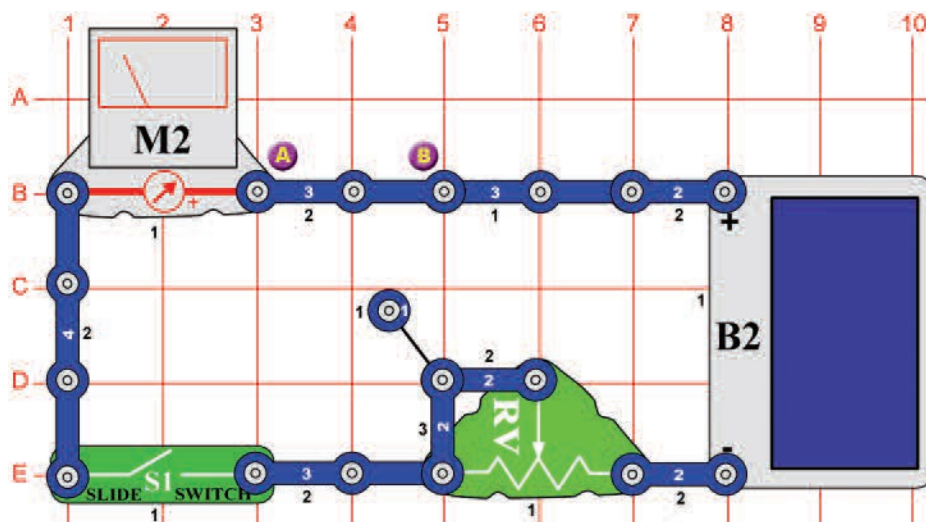 1 2 3 4 5 6 7 8 9 10
A
M2
A B
B + 3 3 2
2 1 2
1 +
C
1 1 1
4 2 B2
2
D 2
3 2 RV
-
E S1 3 2
SLIDE SWITCH 2 2
1 1